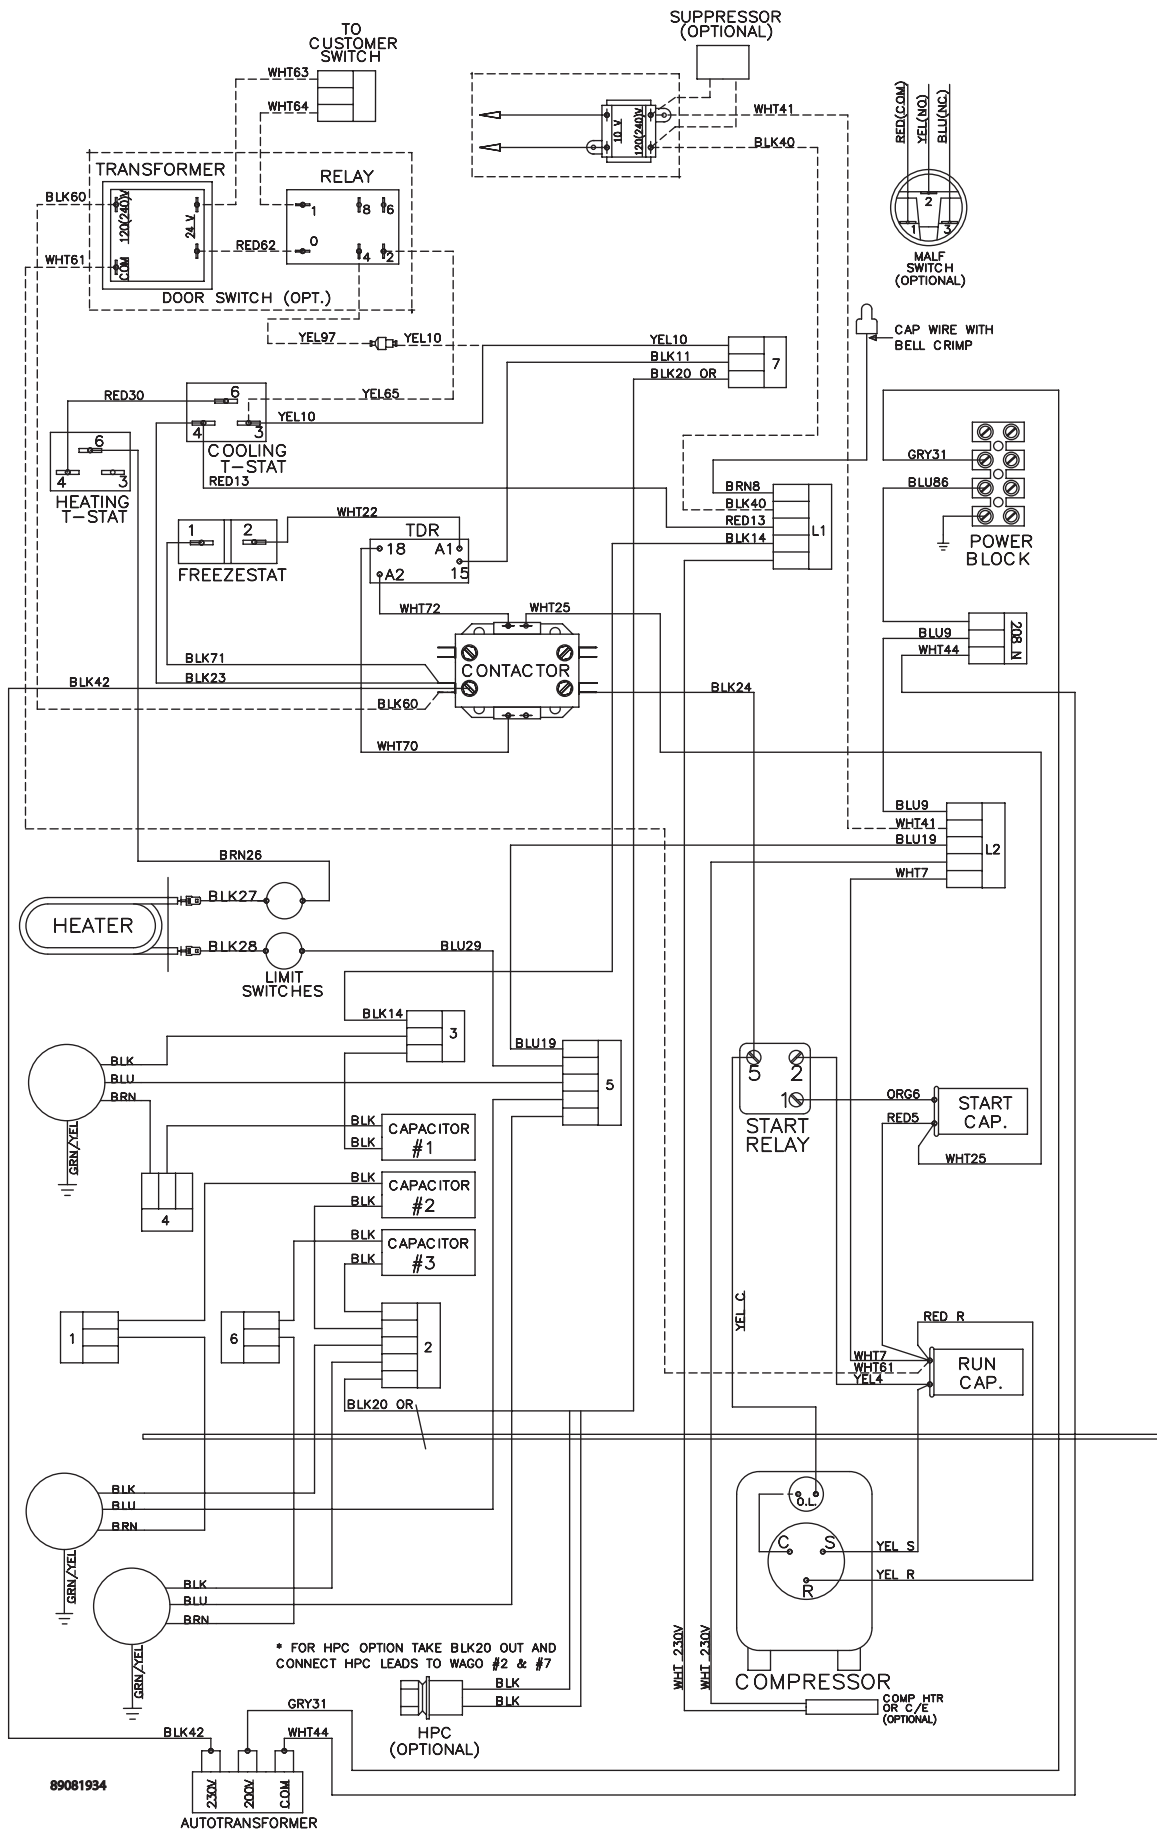 TO
CUSTOMER
SWITCH
WHT63
WHT64
SUPPRESSOR
(OPTIONAL)
WHT41
BLK40
10 V
120(240)V
RED(COM)
YEL(NO)
BLU(NC)
1
2
3
MALF
SWITCH
(OPTIONAL)
TRANSFORMER
120(240)V
COM
24 V
RELAY
1
8
6
0
4
2
BLK60
WHT61
RED62
DOOR SWITCH (OPT.)
YEL97
YEL10
YEL10
BLK11
BLK20 OR
7
CAP WIRE WITH
BELL CRIMP
RED30
YEL65
YEL10
6
4
3
COOLING
T-STAT
RED13
6
4
3
HEATING
T-STAT
GRY31
BLU86
POWER
BLOCK
BRN8
BLK40
RED13
BLK14
L1
WHT22
1
2
FREEZESTAT
TDR
18
A1
A2
15
WHT72
WHT25
CONTACTOR
BLK71
BLK23
BLK42
BLK60
BLK24
WHT70
BLU9
WHT44
208 N
BLU9
WHT41
BLU19
WHT7
L2
BRN26
HEATER
BLK27
BLK28
BLU29
LIMIT
SWITCHES
BLK14
3
BLU19
5
BLK
BLU
BRN
GRN/YEL
4
BLK
BLK
CAPACITOR
#1
BLK
BLK
CAPACITOR
#2
BLK
BLK
CAPACITOR
#3
5
2
1
START
RELAY
ORG6
RED5
START
CAP.
WHT25
1
6
2
BLK20 OR
YEL C
RED R
WHT7
WHT61
YEL4
RUN
CAP.
BLK
BLU
BRN
GRN/YEL
BLK
BLU
BRN
GRN/YEL
O.L.
C
S
R
YEL S
YEL R
COMPRESSOR
WHT 230V
WHT 230V
COMP HTR
OR C/E
(OPTIONAL)
* FOR HPC OPTION TAKE BLK20 OUT AND
CONNECT HPC LEADS TO WAGO #2 & #7
BLK
BLK
HPC
(OPTIONAL)
GRY31
BLK42
WHT44
230V
200V
COM
AUTOTRANSFORMER
89081934